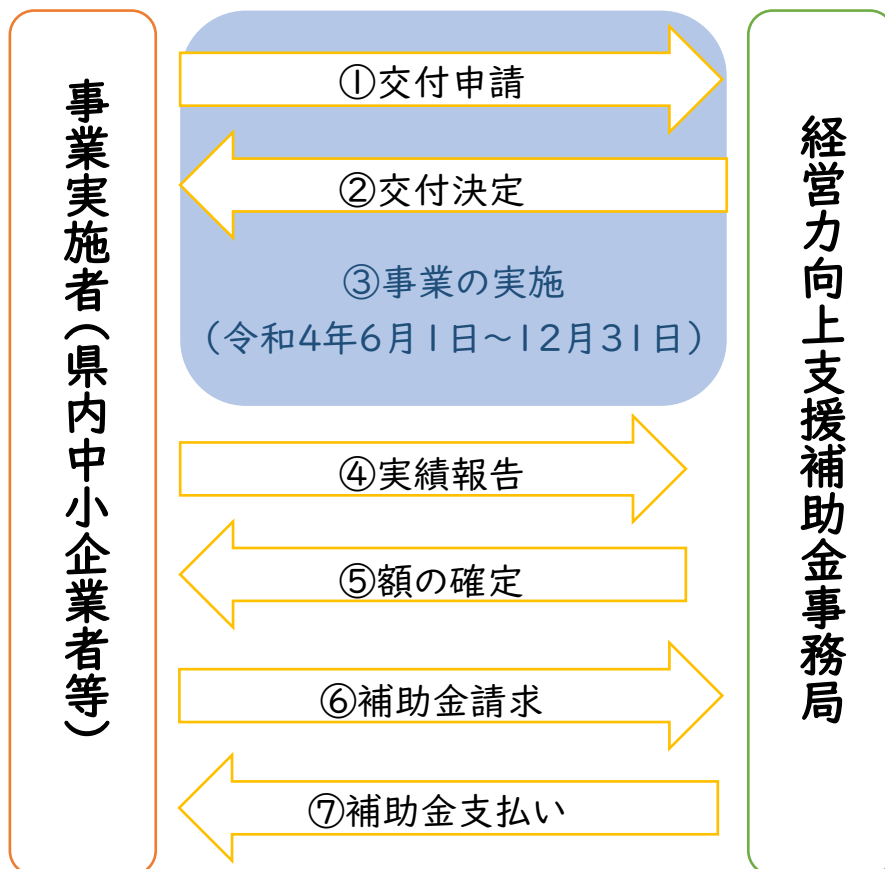 事業実施者（県内中小企業者等）
①交付申請
②交付決定
③事業の実施
（令和4年6月1日～12月31日）
④実績報告
⑤額の確定
⑥補助金請求
⑦補助金支払い
経営力向上支援補助金事務局